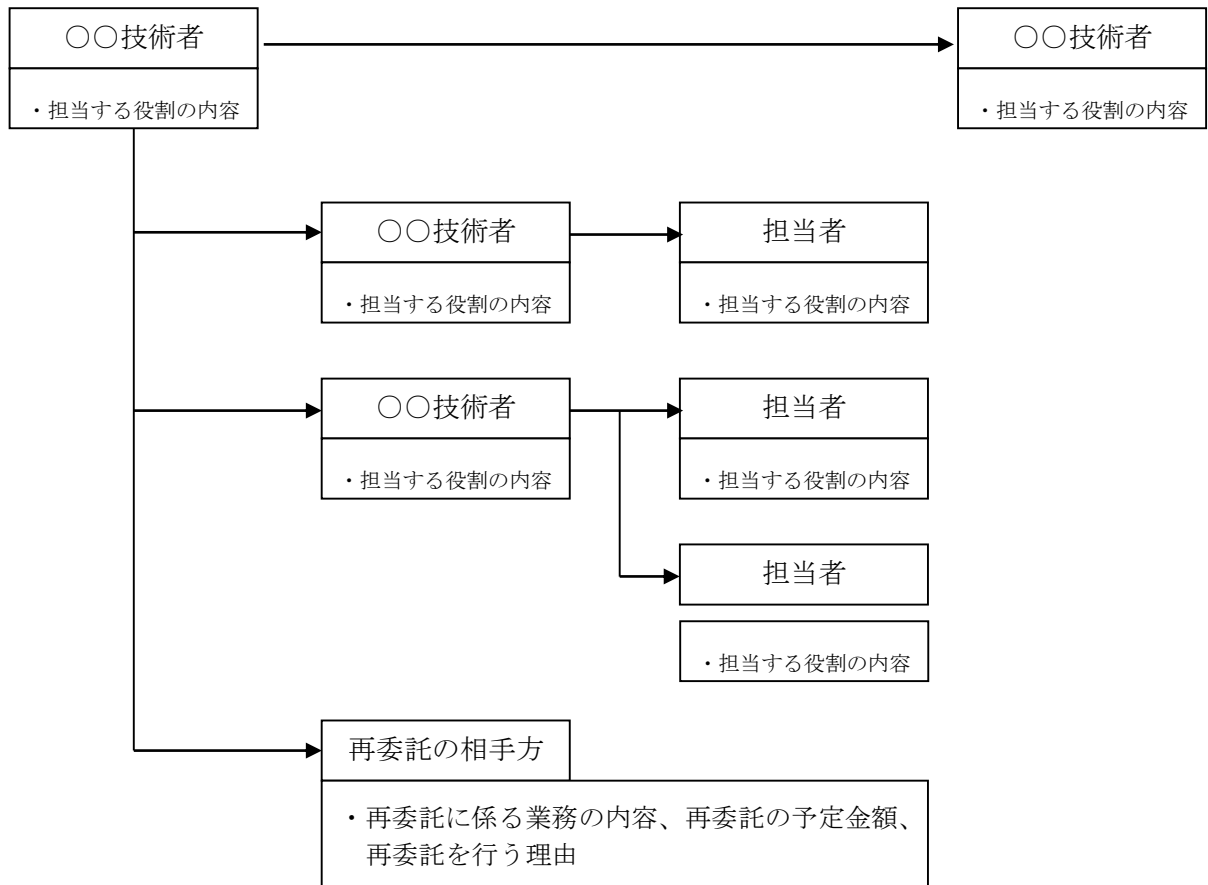 ○○技術者
・担当する役割の内容
○○技術者
・担当する役割の内容
○○技術者
・担当する役割の内容
担当者
・担当する役割の内容
○○技術者
・担当する役割の内容
担当者
・担当する役割の内容
担当者
・担当する役割の内容
再委託の相手方
・再委託に係る業務の内容、再委託の予定金額、
再委託を行う理由